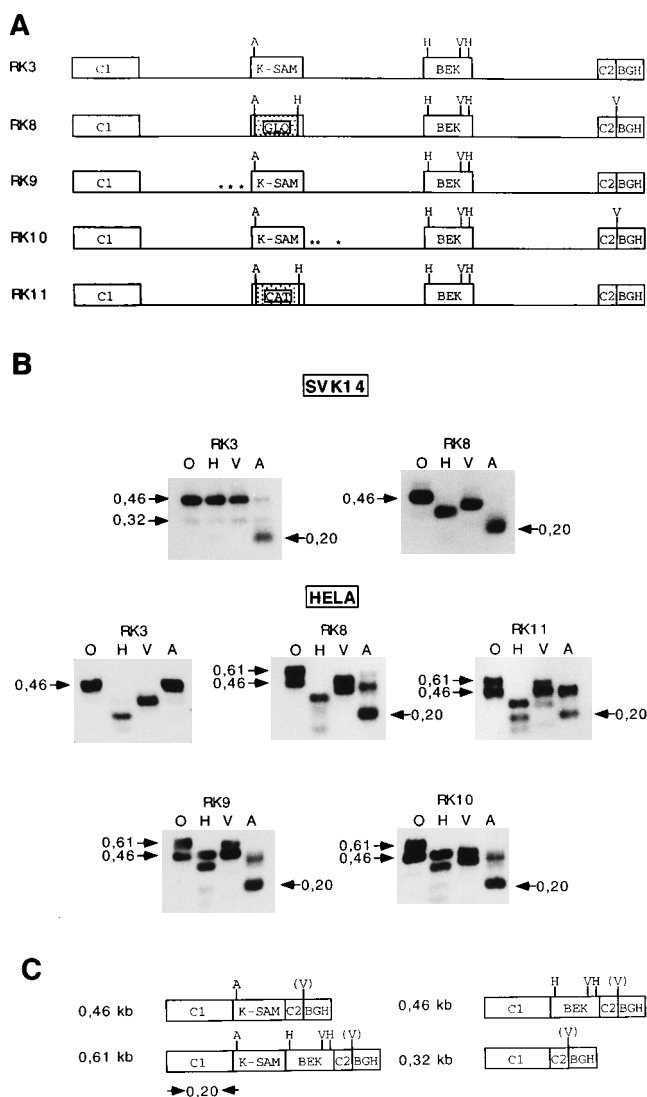 A
A H VH
RK3 C1 K-SAM BEK C2 BGH
A H H VH V
RK8 C1 GLO BEK C2 BGH
A H VH
RK9 C1 *** K-SAM BEK C2 BGH
A H VH V
RK10 C1 K-SAM ** * BEK C2 BGH
A H H VH
RK11 C1 CAT BEK C2 BGH
B
SVK14
RK3 RK8
O H V A O H V A
0,46 0,46
0,32 0,20 0,20
HELA
RK3 RK8 RK11
O H V A O H V A O H V A
0,61 0,61
0,46 0,46 0,46
0,20 0,20
RK9 RK10
O H V A O H V A
0,61 0,61
0,46 0,46
0,20 0,20
C
A (V) H VH (V)
0,46 kb C1 K-SAM C2 BGH 0,46 kb C1 BEK C2 BGH
A H VH (V) (V)
0,61 kb C1 K-SAM BEK C2 BGH 0,32 kb C1 C2 BGH
0,20